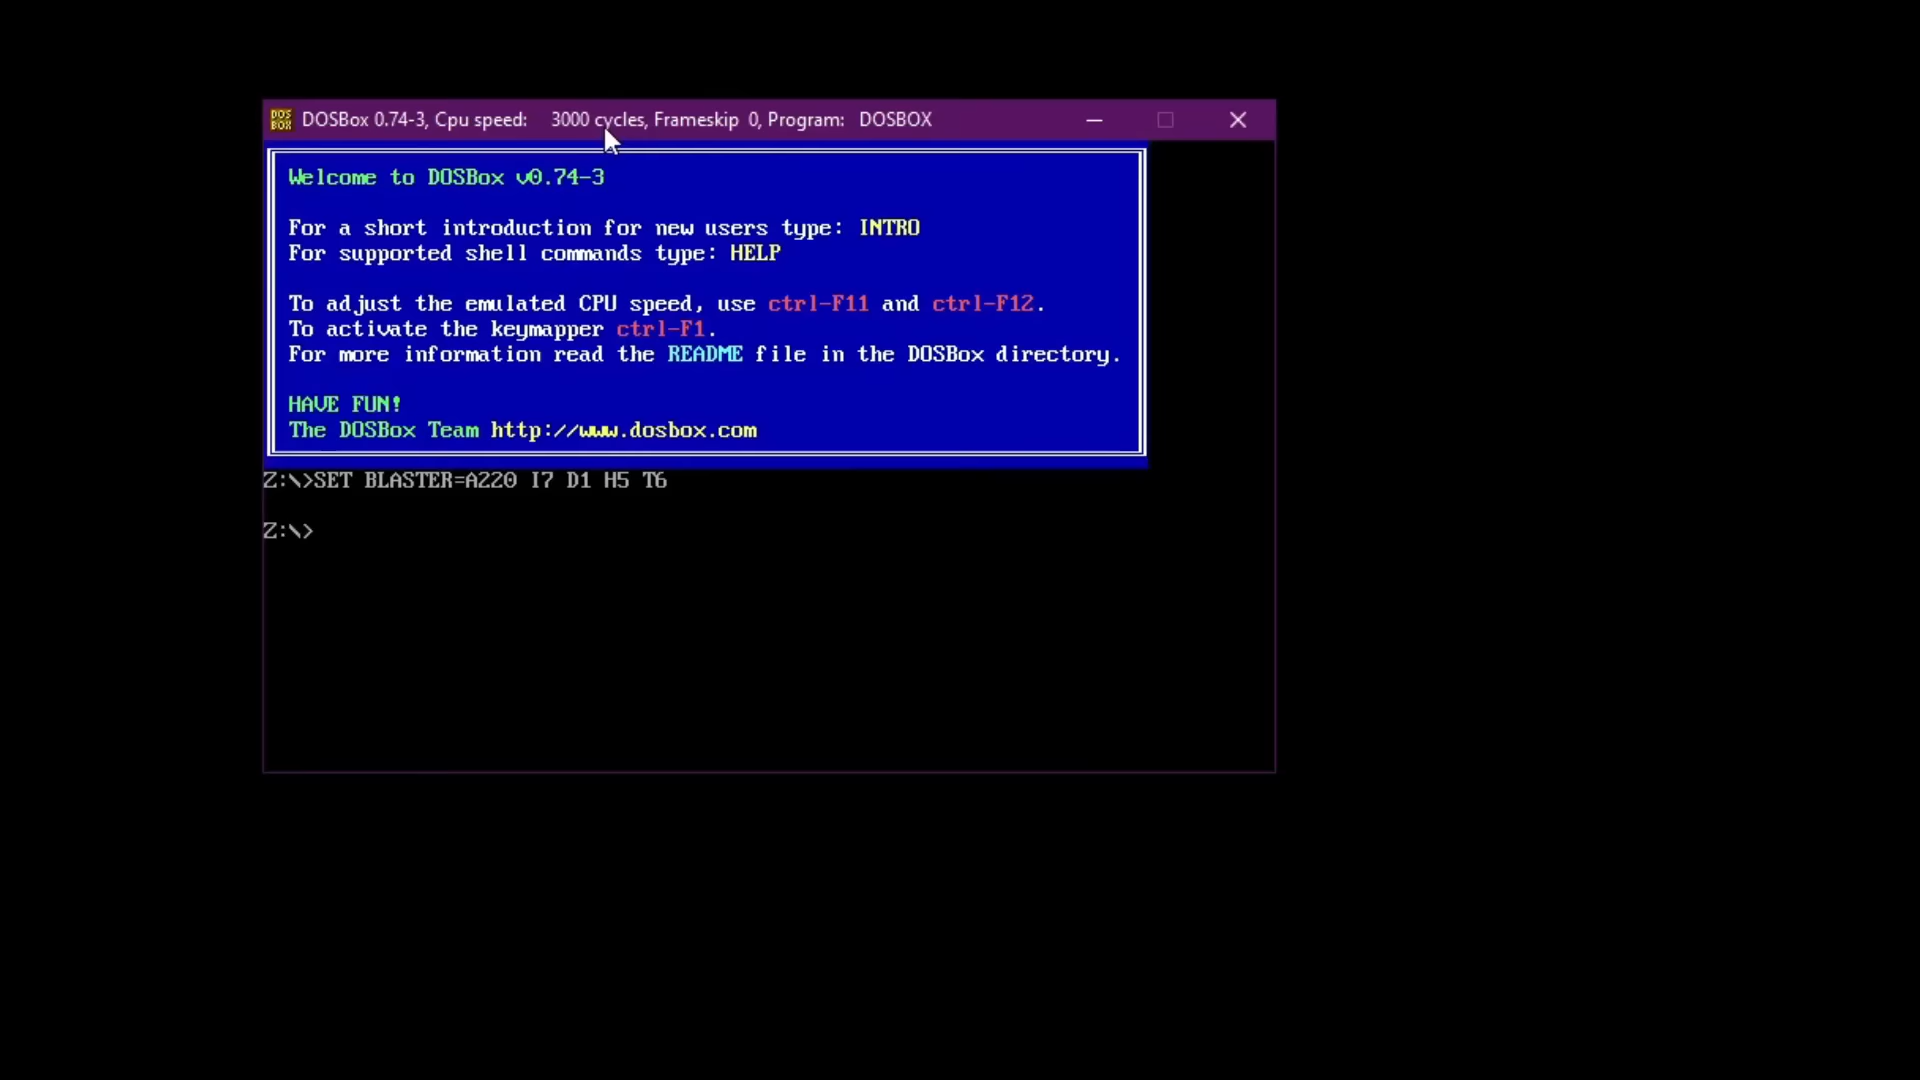 DOS BOX
DOSBox 0.74-3, Cpu speed: 3000 cycles, Frameskip 0, Program: DOSBOX
Welcome to DOSBox v0.74-3
For a short introduction for new users type: INTRO
For supported shell commands type: HELP
To adjust the emulated CPU speed, use ctrl-F11 and ctrl-F12.
To activate the keymapper ctrl-F1.
For more information read the README file in the DOSBox directory.
HAVE FUN!
The DOSBox Team http://www.dosbox.com
Z:\>SET BLASTER=A220 I7 D1 H5 T6
Z:\>